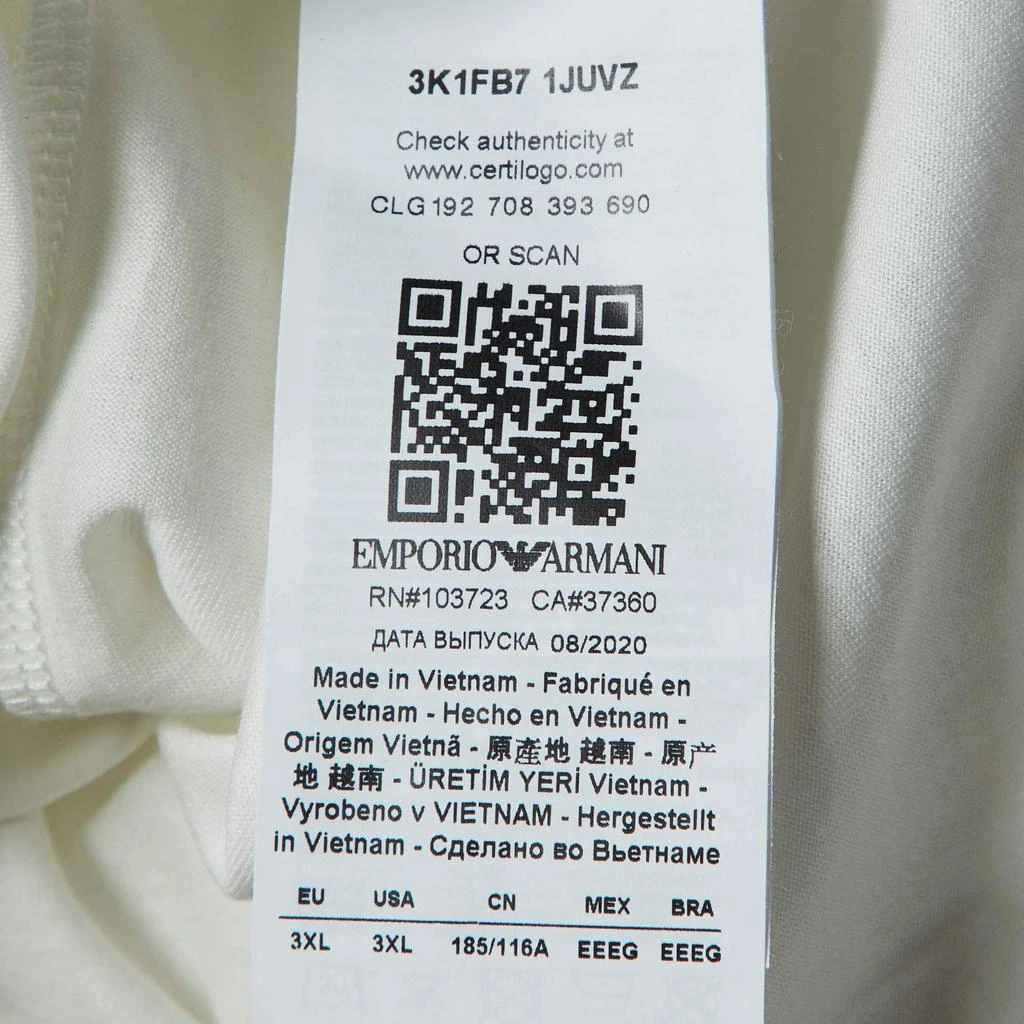 3K1FB7 1JUVZ
Check authenticity at
www.certilogo.com
CLG192 708 393 690
OR SCAN
EMPORIO ARMANI
RN#103723 CA#37360
ДАТА ВЫПУСКА 08/2020
Made in Vietnam - Fabriqué en
Vietnam - Hecho en Vietnam -
Origem Vietnã - 原產地 越南 - 原产
地 越南 - ÜRETİM YERİ Vietnam -
Vyrobeno v VIETNAM - Hergestellt
in Vietnam - Сделано во Вьетнаме
EU USA CN MEX BRA
3XL 3XL 185/116A EEEG EEEG